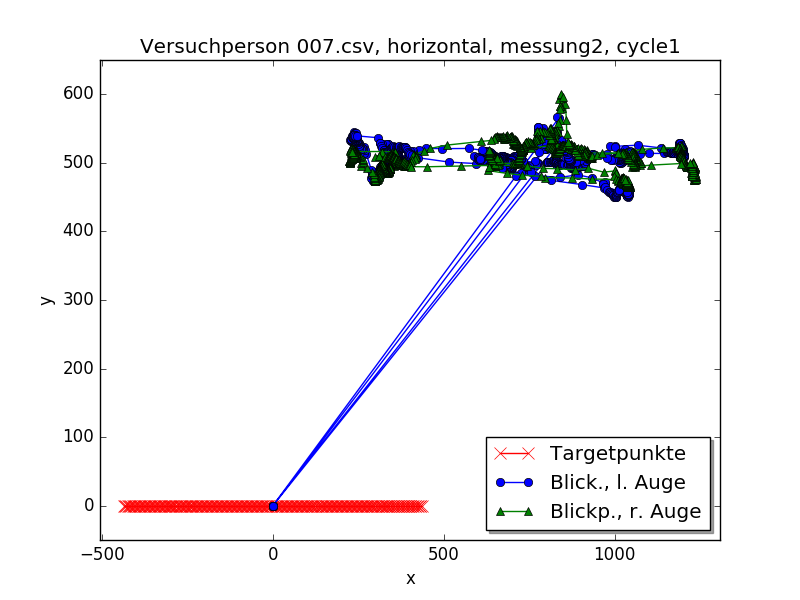 Versuchperson 007.csv, horizontal, messung2, cycle1
600
500
400
300
200
100
0
y
−500
0
500
1000
x
Targetpunkte
Blick., l. Auge
Blickp., r. Auge